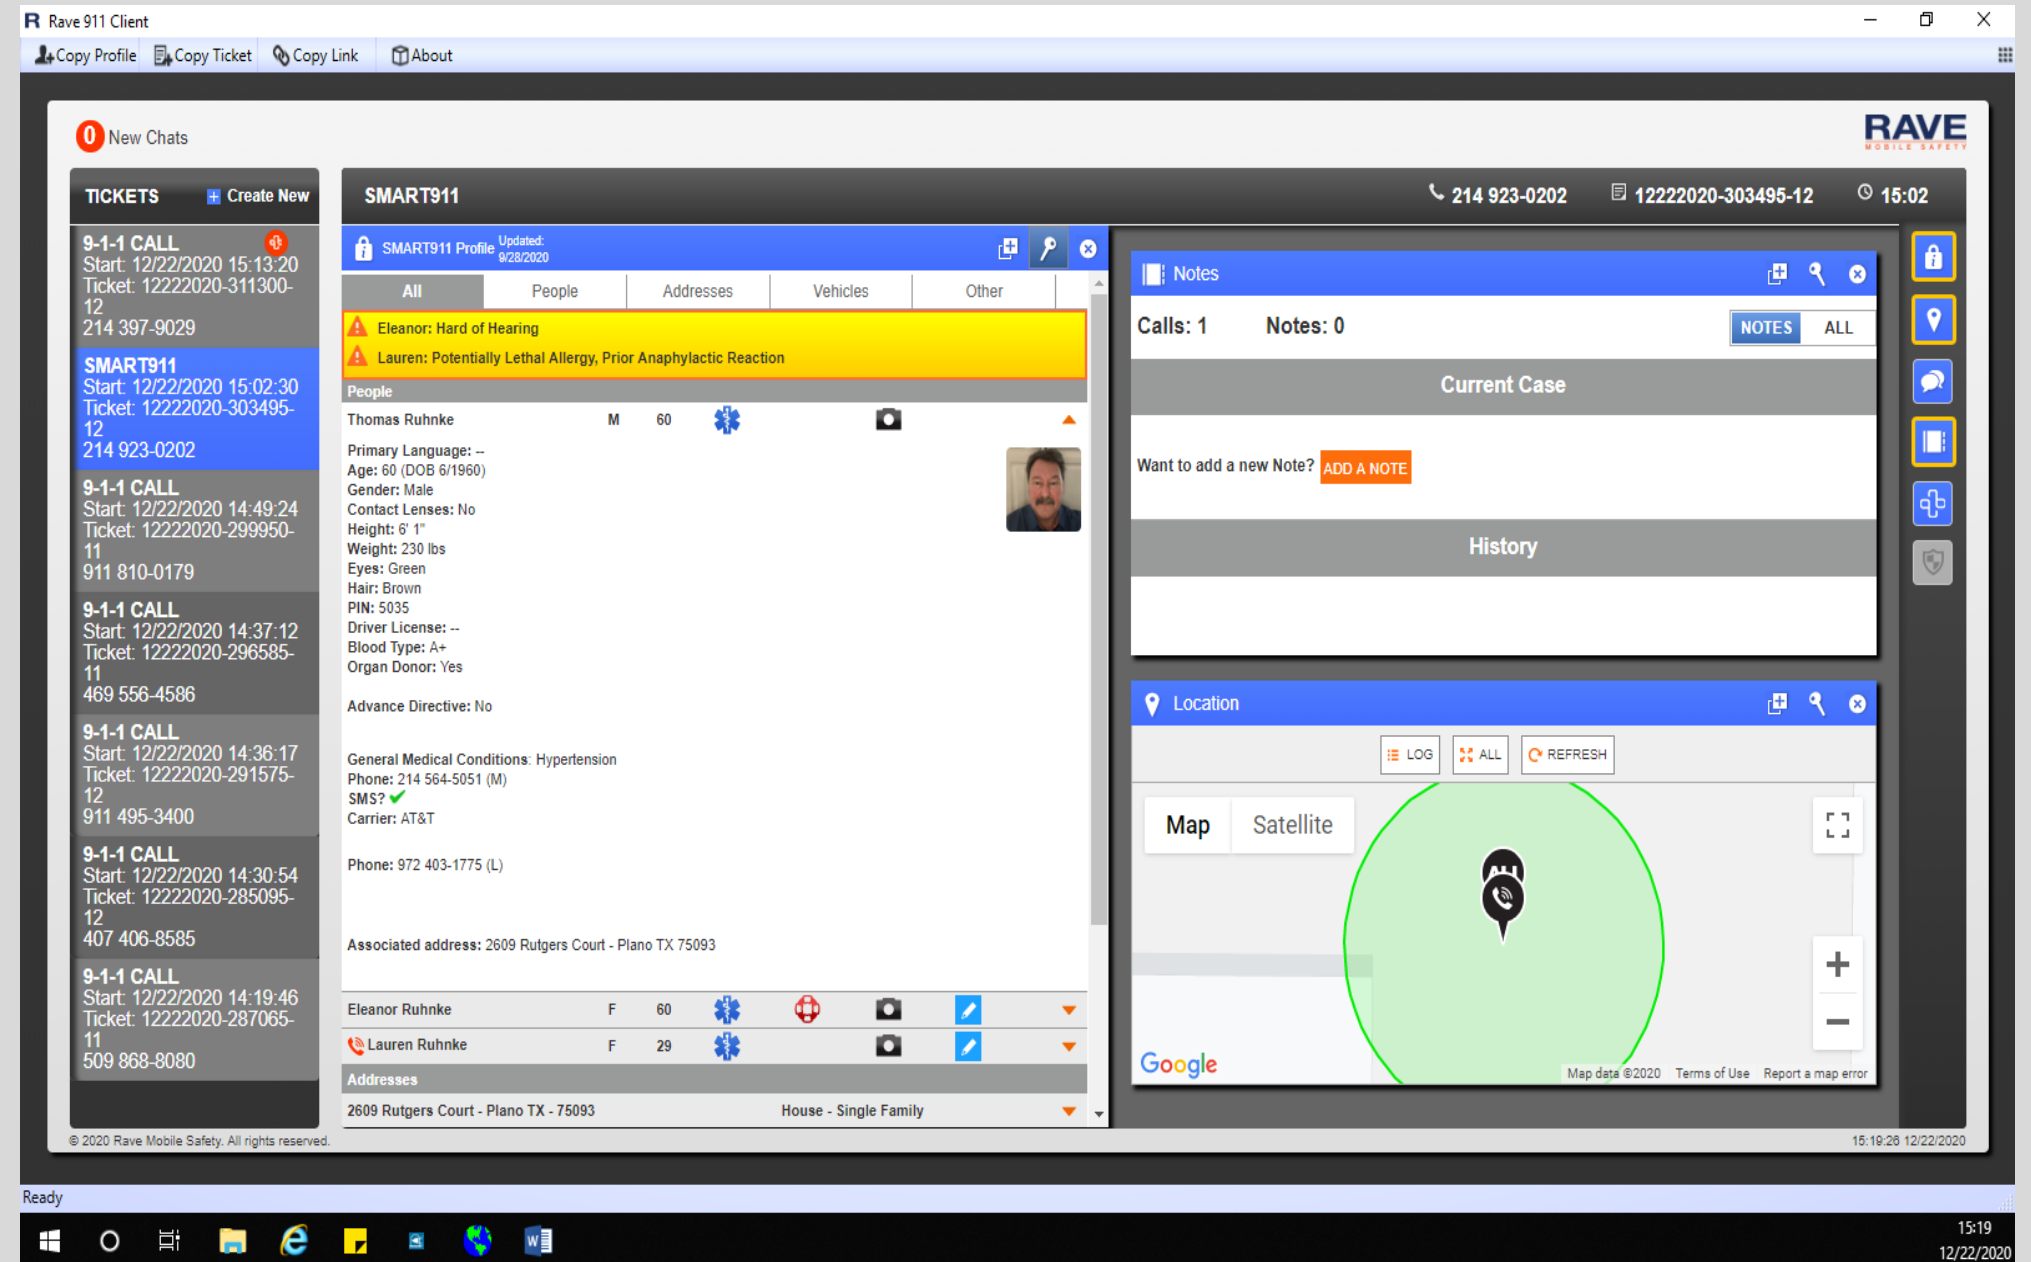 Rave 911 Client
Copy Profile Copy Ticket Copy Link About
0 New Chats
RAVE
MOBILE SAFETY
TICKETS + Create New
9-1-1 CALL
Start: 12/22/2020 15:13:20
Ticket: 12222020-311300-
12
214 397-9029
SMART911
Start: 12/22/2020 15:02:30
Ticket: 12222020-303495-
12
214 923-0202
9-1-1 CALL
Start: 12/22/2020 14:49:24
Ticket: 12222020-299950-
11
911 810-0179
9-1-1 CALL
Start: 12/22/2020 14:37:12
Ticket: 12222020-296585-
11
469 556-4586
9-1-1 CALL
Start: 12/22/2020 14:36:17
Ticket: 12222020-291575-
12
911 495-3400
9-1-1 CALL
Start: 12/22/2020 14:30:54
Ticket: 12222020-285095-
12
407 406-8585
9-1-1 CALL
Start: 12/22/2020 14:19:46
Ticket: 12222020-287065-
11
509 868-8080
SMART911 214 923-0202 12222020-303495-12 15:02
SMART911 Profile Updated:
9/28/2020
All People Addresses Vehicles Other
Eleanor: Hard of Hearing
Lauren: Potentially Lethal Allergy, Prior Anaphylactic Reaction
People
Thomas Ruhnke M 60
Primary Language: --
Age: 60 (DOB 6/1960)
Gender: Male
Contact Lenses: No
Height: 6' 1"
Weight: 230 lbs
Eyes: Green
Hair: Brown
PIN: 5035
Driver License: --
Blood Type: A+
Organ Donor: Yes
Advance Directive: No
General Medical Conditions: Hypertension
Phone: 214 564-5051 (M)
SMS?
Carrier: AT&T
Phone: 972 403-1775 (L)
Associated address: 2609 Rutgers Court - Plano TX 75093
Eleanor Ruhnke F 60
Lauren Ruhnke F 29
Addresses
2609 Rutgers Court - Plano TX - 75093 House - Single Family
Notes
Calls: 1 Notes: 0 NOTES ALL
Current Case
Want to add a new Note? ADD A NOTE
History
Location
LOG ALL REFRESH
Map Satellite
ALI
Google
Map data ©2020 Terms of Use Report a map error
© 2020 Rave Mobile Safety. All rights reserved.
15:19:26 12/22/2020
Ready
15:19
12/22/2020